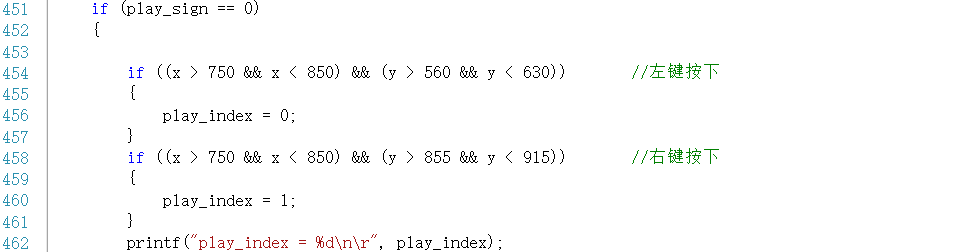 451 if (play_sign == 0)
452 {
453
454 if ((x > 750 && x < 850) && (y > 560 && y < 630)) //左键按下
455 {
456 play_index = 0;
457 }
458 if ((x > 750 && x < 850) && (y > 855 && y < 915)) //右键按下
459 {
460 play_index = 1;
461 }
462 printf("play_index = %d\n\r", play_index);